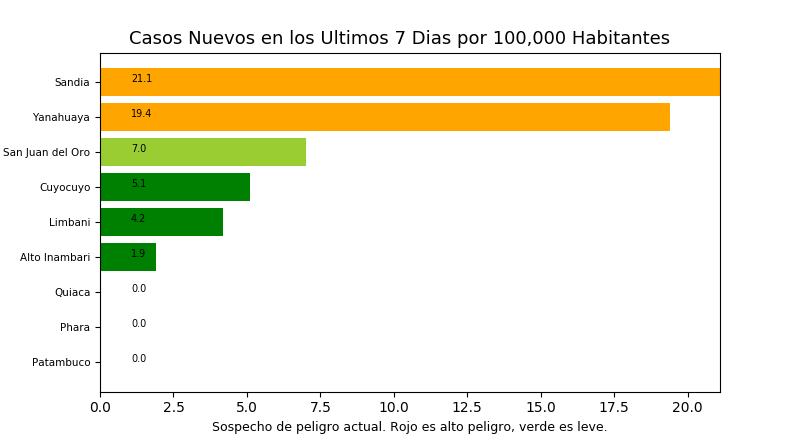 Casos Nuevos en los Ultimos 7 Dias por 100,000 Habitantes
Sandia 21.1
Yanahuaya 19.4
San Juan del Oro 7.0
Cuyocuyo 5.1
Limbani 4.2
Alto Inambari 1.9
Quiaca 0.0
Phara 0.0
Patambuco 0.0
0.0 2.5 5.0 7.5 10.0 12.5 15.0 17.5 20.0
Sospecho de peligro actual. Rojo es alto peligro, verde es leve.